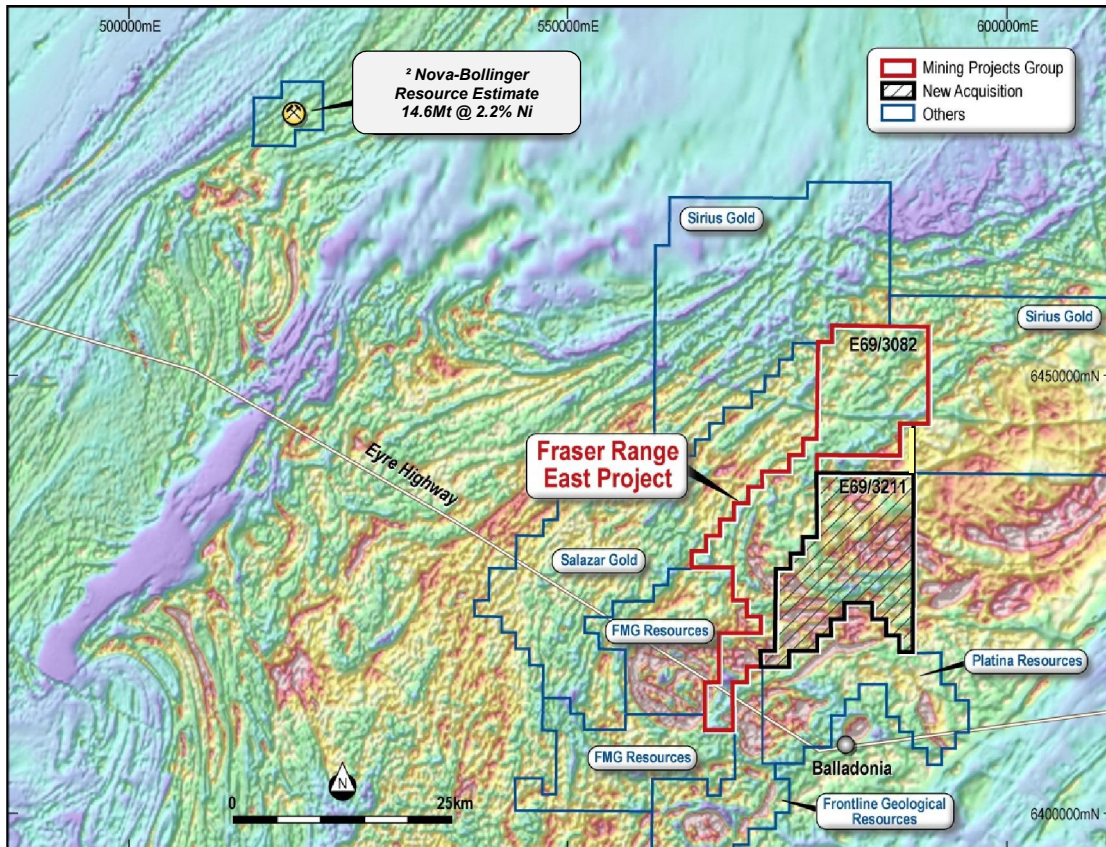 500000mE
550000mE
600000mE
² Nova-Bollinger
Resource Estimate
14.6Mt @ 2.2% Ni
Mining Projects Group
New Acquisition
Others
Sirius Gold
Sirius Gold
E69/3082
6450000mN
Eyre Highway
Fraser Range
East Project
E69/3211
Salazar Gold
FMG Resources
Platina Resources
FMG Resources
Balladonia
N
0
25km
Frontline Geological
Resources
6400000mN